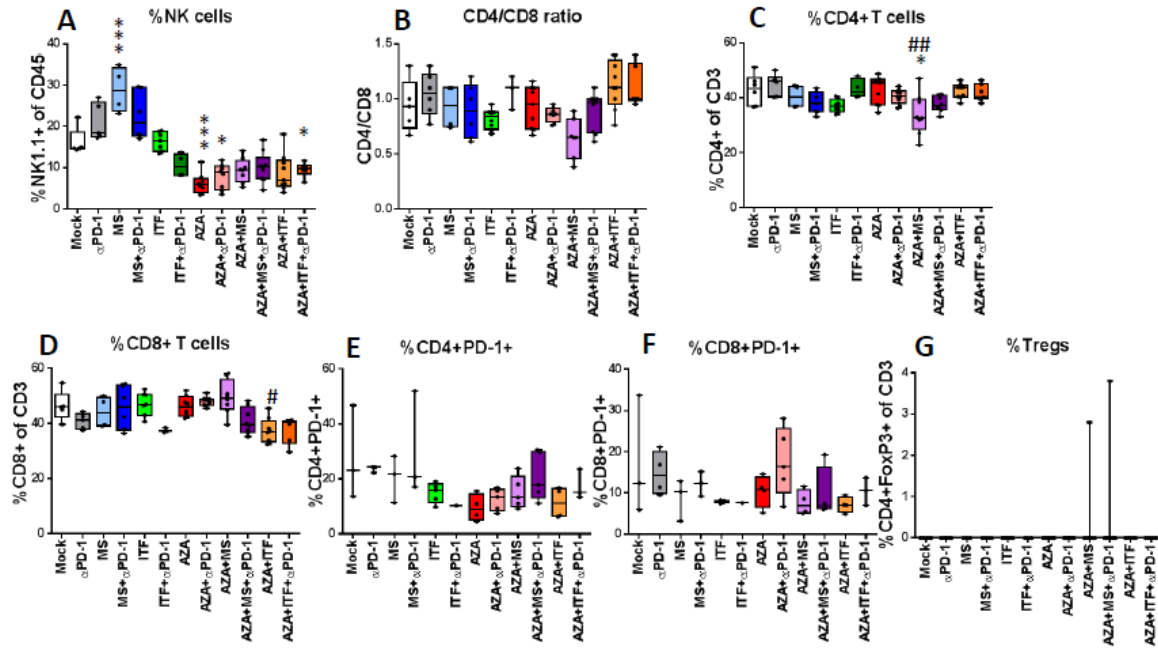 A
%NK cells
***
***
*
*
%NK1.1+ of CD45
40
30
20
10
0
Mock
αPD-1
MS
MS+αPD-1
ITF
ITF+αPD-1
AZA
AZA+αPD-1
AZA+MS
AZA+MS+αPD-1
AZA+ITF
AZA+ITF+αPD-1
B
CD4/CD8 ratio
CD4/CD8
1.5
1.0
0.5
0.0
Mock
αPD-1
MS
MS+αPD-1
ITF
ITF+αPD-1
AZA
AZA+αPD-1
AZA+MS
AZA+MS+αPD-1
AZA+ITF
AZA+ITF+αPD-1
C
%CD4+ T cells
##
*
%CD4+ of CD3
60
40
20
0
Mock
αPD-1
MS
MS+αPD-1
ITF
ITF+αPD-1
AZA
AZA+αPD-1
AZA+MS
AZA+MS+αPD-1
AZA+ITF
AZA+ITF+αPD-1
D
%CD8+ T cells
#
%CD8+ of CD3
60
40
20
0
Mock
αPD-1
MS
MS+αPD-1
ITF
ITF+αPD-1
AZA
AZA+αPD-1
AZA+MS
AZA+MS+αPD-1
AZA+ITF
AZA+ITF+αPD-1
E
%CD4+PD-1+
%CD4+PD-1+
60
40
20
0
Mock
αPD-1
MS
MS+αPD-1
ITF
ITF+αPD-1
AZA
AZA+αPD-1
AZA+MS
AZA+MS+αPD-1
AZA+ITF
AZA+ITF+αPD-1
F
%CD8+PD-1+
%CD8+PD-1+
40
30
20
10
0
Mock
αPD-1
MS
MS+αPD-1
ITF
ITF+αPD-1
AZA
AZA+αPD-1
AZA+MS
AZA+MS+αPD-1
AZA+ITF
AZA+ITF+αPD-1
G
%Tregs
%CD4+FoxP3+ of CD3
4
3
2
1
0
Mock
αPD-1
MS
MS+αPD-1
ITF
ITF+αPD-1
AZA
AZA+αPD-1
AZA+MS
AZA+MS+αPD-1
AZA+ITF
AZA+ITF+αPD-1